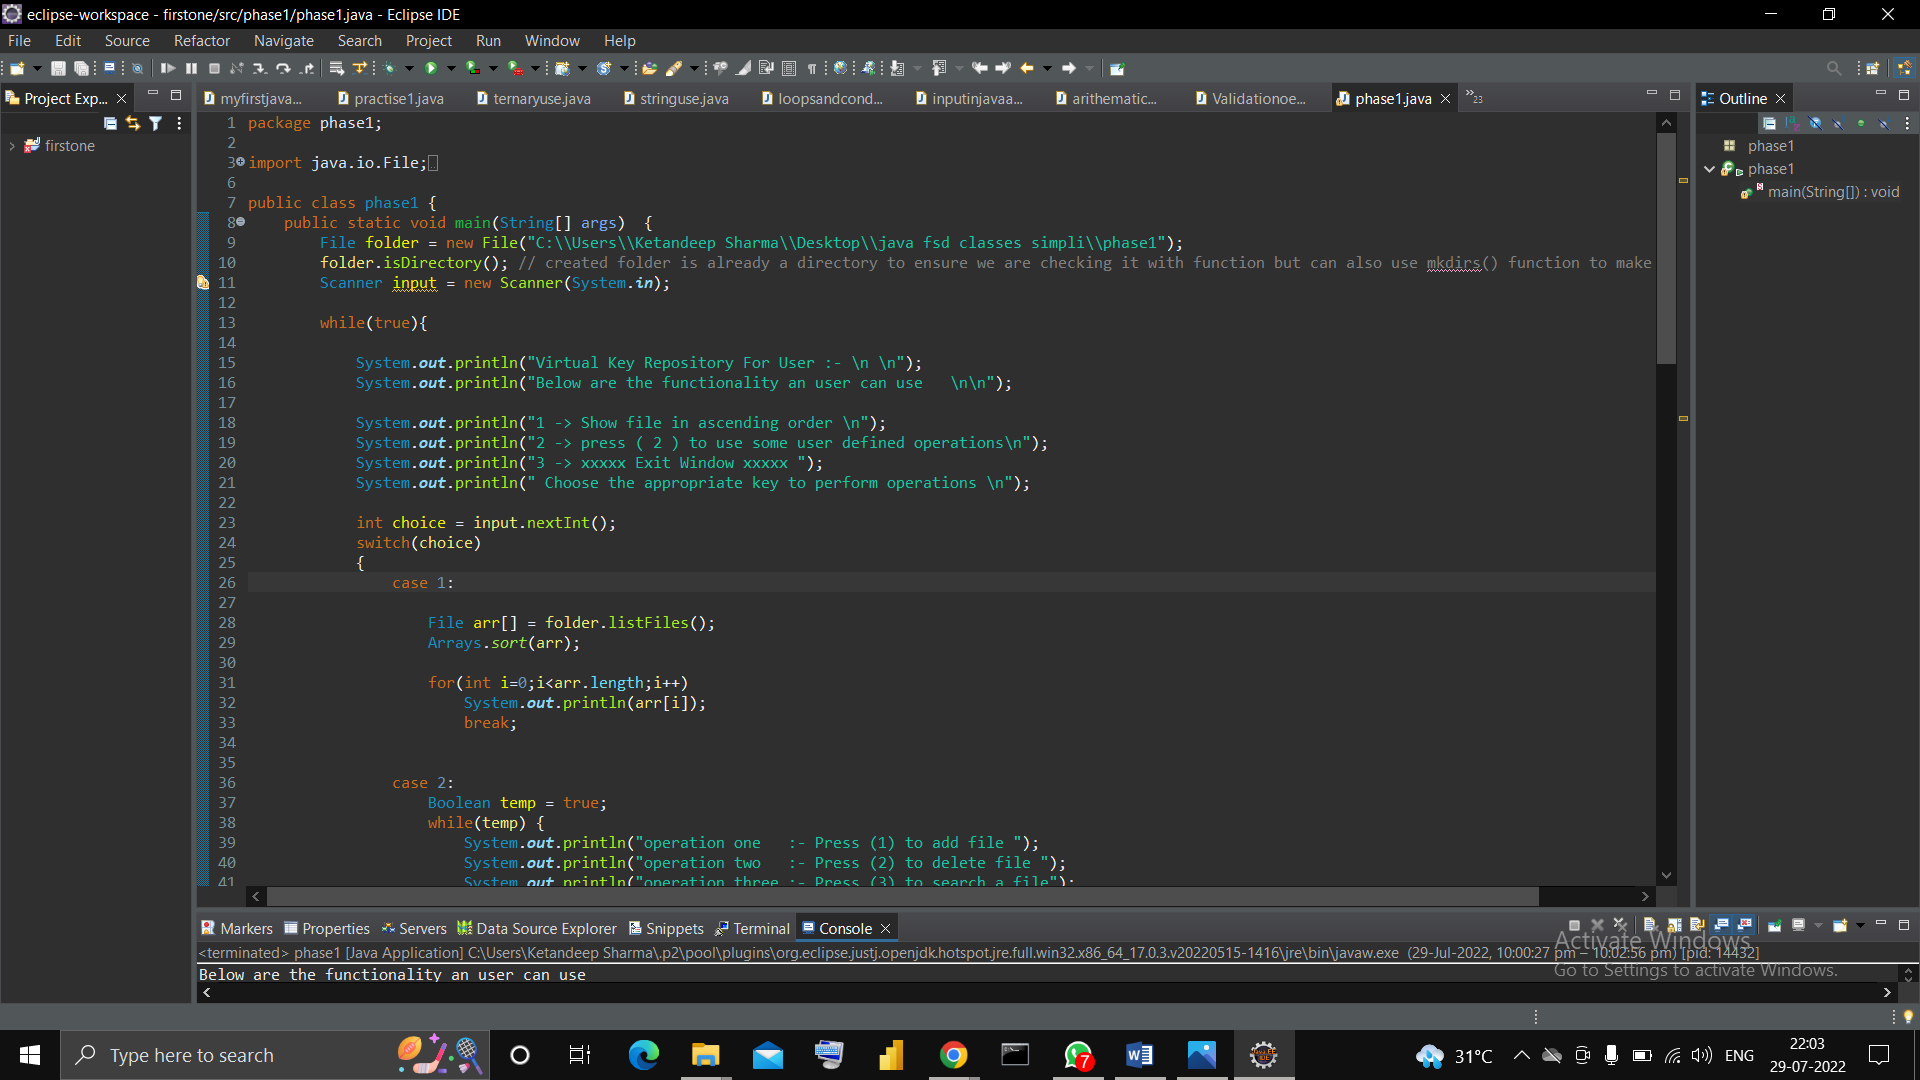 eclipse-workspace - firstone/src/phase1/phase1.java - Eclipse IDE
File Edit Source Refactor Navigate Search Project Run Window Help
Project Exp...
myfirstjava... practise1.java ternaryuse.java stringuse.java loopsandcond... inputinjavaa... arithematic... Validationoe... phase1.java »23
Outline
firstone
phase1
phase1
main(String[]) : void
1 package phase1;
2
3 import java.io.File;
6
7 public class phase1 {
8 public static void main(String[] args)  {
9 File folder = new File("C:\\Users\\Ketandeep Sharma\\Desktop\\java fsd classes simpli\\phase1");
10 folder.isDirectory(); // created folder is already a directory to ensure we are checking it with function but can also use mkdirs() function to make
11 Scanner input = new Scanner(System.in);
12
13 while(true){
14
15 System.out.println("Virtual Key Repository For User :- \n \n");
16 System.out.println("Below are the functionality an user can use   \n\n");
17
18 System.out.println("1 -> Show file in ascending order \n");
19 System.out.println("2 -> press ( 2 ) to use some user defined operations\n");
20 System.out.println("3 -> xxxxx Exit Window xxxxx ");
21 System.out.println(" Choose the appropriate key to perform operations \n");
22
23 int choice = input.nextInt();
24 switch(choice)
25 {
26 case 1:
27
28 File arr[] = folder.listFiles();
29 Arrays.sort(arr);
30
31 for(int i=0;i<arr.length;i++)
32 System.out.println(arr[i]);
33 break;
34
35
36 case 2:
37 Boolean temp = true;
38 while(temp) {
39 System.out.println("operation one   :- Press (1) to add file ");
40 System.out.println("operation two   :- Press (2) to delete file ");
41 System.out.println("operation three :- Press (3) to search a file");
Markers Properties Servers Data Source Explorer Snippets Terminal Console
<terminated> phase1 [Java Application] C:\Users\Ketandeep Sharma\.p2\pool\plugins\org.eclipse.justj.openjdk.hotspot.jre.full.win32.x86_64_17.0.3.v20220515-1416\jre\bin\javaw.exe (29-Jul-2022, 10:00:27 pm – 10:02:56 pm) [pid: 14432]
Below are the functionality an user can use
Activate Windows
Go to Settings to activate Windows.
Type here to search
7
31°C
ENG
22:03
29-07-2022